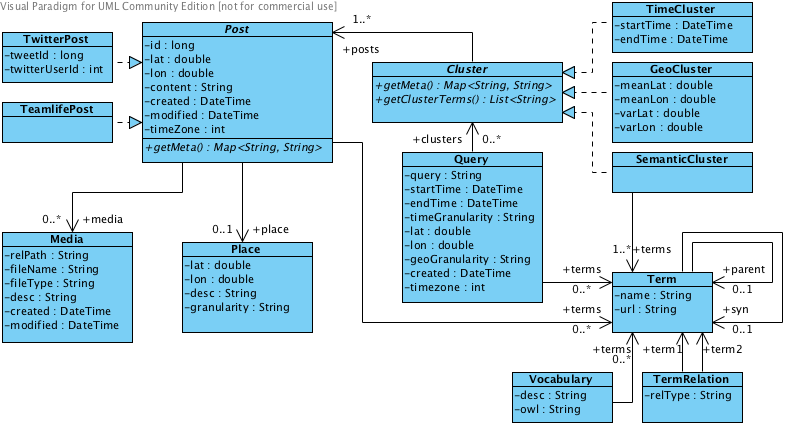 Visual Paradigm for UML Community Edition [not for commercial use]
TwitterPost
-tweetId : long
-twitterUserId : int
TeamlifePost
Post
-id : long
-lat : double
-lon : double
-content : String
-created : DateTime
-modified : DateTime
-timeZone : int
+getMeta() : Map<String, String>
1..*
+posts
Cluster
+getMeta() : Map<String, String>
+getClusterTerms() : List<String>
TimeCluster
-startTime : DateTime
-endTime : DateTime
GeoCluster
-meanLat : double
-meanLon : double
-varLat : double
-varLon : double
SemanticCluster
+clusters
0..*
Query
-query : String
-startTime : DateTime
-endTime : DateTime
-timeGranularity : String
-lat : double
-lon : double
-geoGranularity : String
-created : DateTime
-timezone : int
0..*
+media
0..1
+place
Media
-relPath : String
-fileName : String
-fileType : String
-desc : String
-created : DateTime
-modified : DateTime
Place
-lat : double
-lon : double
-desc : String
-granularity : String
1..*
+terms
+terms
0..*
+terms
0..*
Term
-name : String
-url : String
+parent
0..1
+syn
0..1
+terms
0..*
+term1
+term2
Vocabulary
-desc : String
-owl : String
TermRelation
-relType : String